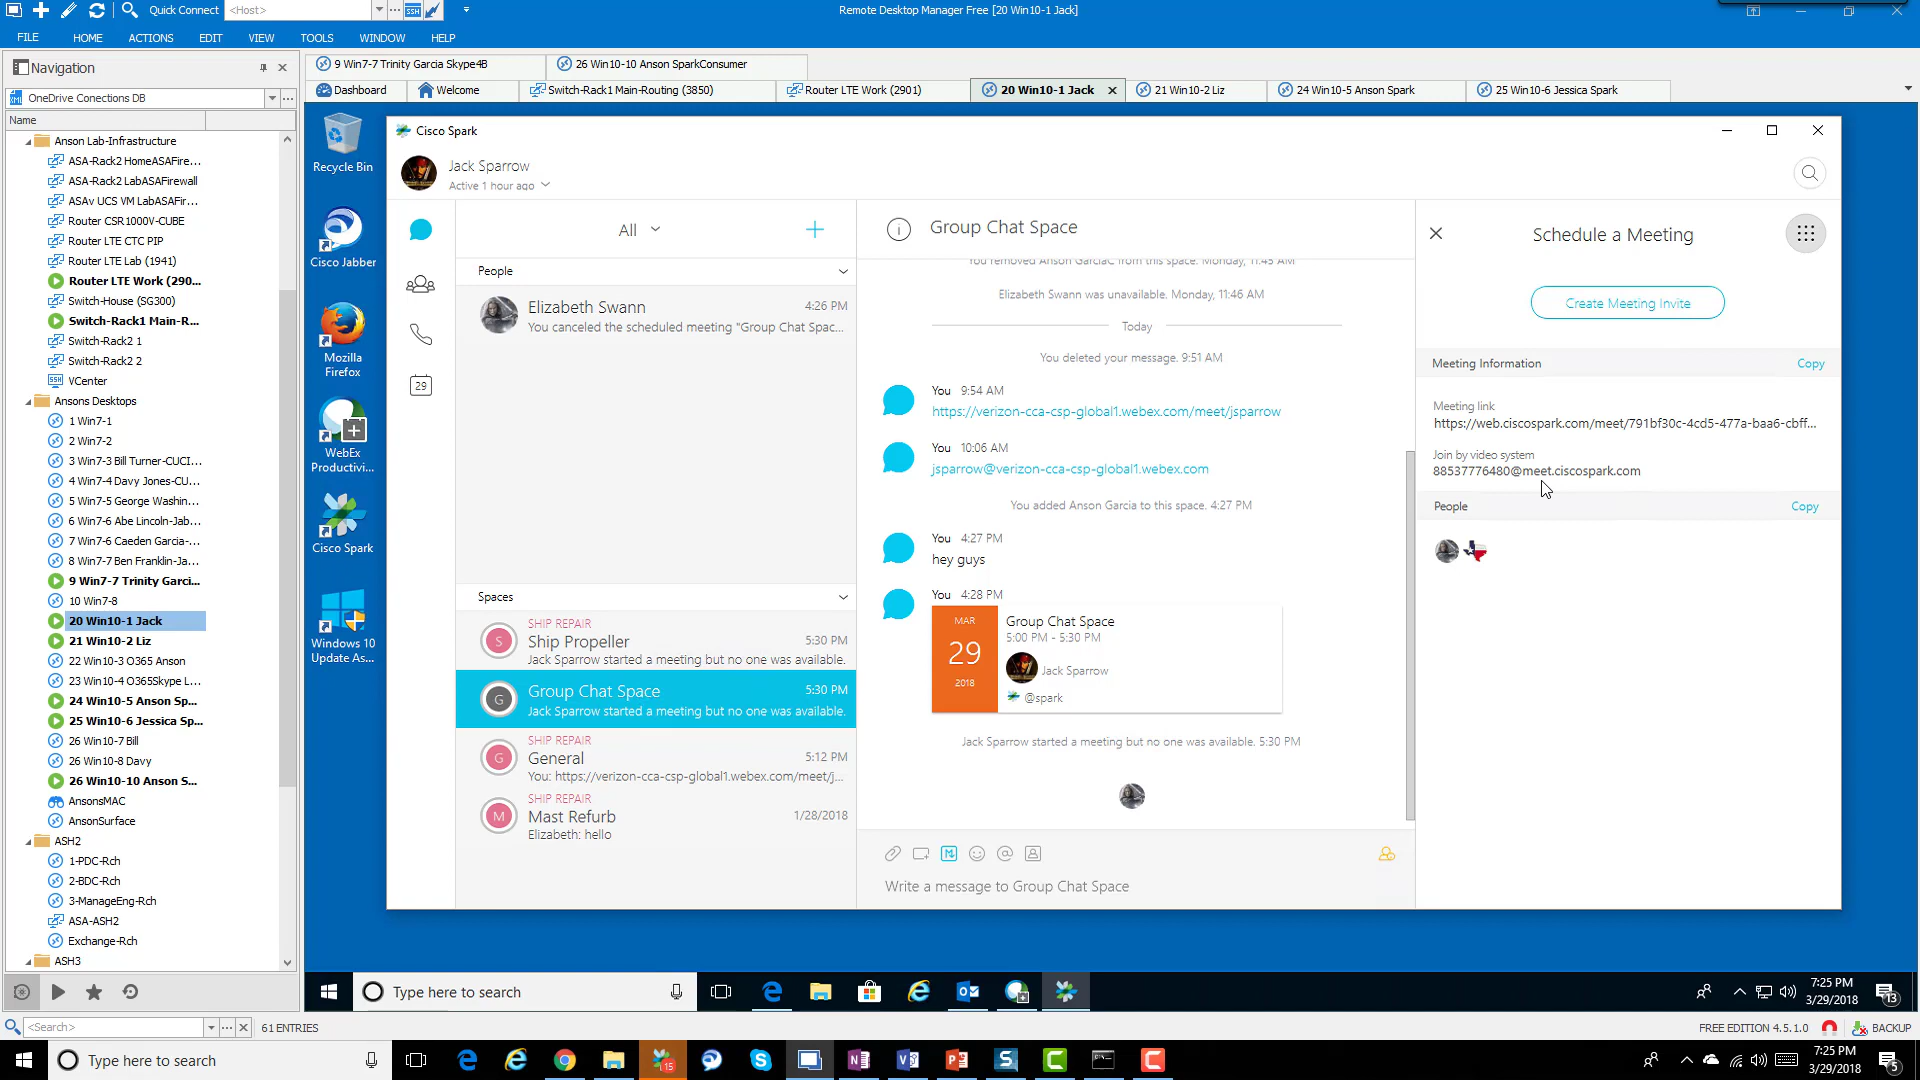 Quick Connect <Host> SSH Remote Desktop Manager Free [20 Win10-1 Jack]
FILE HOME ACTIONS EDIT VIEW TOOLS WINDOW HELP
Navigation
OneDrive Conections DB
Name
Anson Lab-Infrastructure
ASA-Rack2 HomeASAFire...
ASA-Rack2 LabASAFirewall
ASAv UCS VM LabASAFir...
Router CSR1000V-CUBE
Router LTE CTC PIP
Router LTE Lab (1941)
Router LTE Work (290...
Switch-House (SG300)
Switch-Rack1 Main-R...
Switch-Rack2 1
Switch-Rack2 2
SSH VCenter
Ansons Desktops
1 Win7-1
2 Win7-2
3 Win7-3 Bill Turner-CUCI...
4 Win7-4 Davy Jones-CU...
5 Win7-5 George Washin...
6 Win7-6 Abe Lincoln-Jab...
7 Win7-6 Caeden Garcia-...
8 Win7-7 Ben Franklin-Ja...
9 Win7-7 Trinity Garci...
10 Win7-8
20 Win10-1 Jack
21 Win10-2 Liz
22 Win10-3 O365 Anson
23 Win10-4 O365Skype L...
24 Win10-5 Anson Sp...
25 Win10-6 Jessica Sp...
26 Win10-7 Bill
26 Win10-8 Davy
26 Win10-10 Anson S...
AnsonsMAC
AnsonSurface
ASH2
1-PDC-Rch
2-BDC-Rch
3-ManageEng-Rch
ASA-ASH2
Exchange-Rch
ASH3
<Search>
61 ENTRIES
9 Win7-7 Trinity Garcia Skype4B
26 Win10-10 Anson SparkConsumer
Dashboard
Welcome
Switch-Rack1 Main-Routing (3850)
Router LTE Work (2901)
20 Win10-1 Jack
21 Win10-2 Liz
24 Win10-5 Anson Spark
25 Win10-6 Jessica Spark
Recycle Bin
Cisco Jabber
Mozilla
Firefox
WebEx
Productivi...
Cisco Spark
Windows 10
Update As...
Cisco Spark
Jack Sparrow
Active 1 hour ago
29
All
People
Elizabeth Swann 4:26 PM
You canceled the scheduled meeting "Group Chat Spac...
Spaces
SHIP REPAIR
S Ship Propeller 5:30 PM
Jack Sparrow started a meeting but no one was available.
G Group Chat Space 5:30 PM
Jack Sparrow started a meeting but no one was available.
SHIP REPAIR
G General 5:12 PM
You: https://verizon-cca-csp-global1.webex.com/meet/j...
SHIP REPAIR
M Mast Refurb 1/28/2018
Elizabeth: hello
Group Chat Space
You removed Anson GarciaC from this space. Monday, 11:45 AM
Elizabeth Swann was unavailable. Monday, 11:46 AM
Today
You deleted your message. 9:51 AM
You 9:54 AM
https://verizon-cca-csp-global1.webex.com/meet/jsparrow
You 10:06 AM
jsparrow@verizon-cca-csp-global1.webex.com
You added Anson Garcia to this space. 4:27 PM
You 4:27 PM
hey guys
You 4:28 PM
MAR
29
2018
Group Chat Space
5:00 PM - 5:30 PM
Jack Sparrow
@spark
Jack Sparrow started a meeting but no one was available. 5:30 PM
Write a message to Group Chat Space
Schedule a Meeting
Create Meeting Invite
Meeting Information Copy
Meeting link
https://web.ciscospark.com/meet/791bf30c-4cd5-477a-baa6-cbff...
Join by video system
88537776480@meet.ciscospark.com
People Copy
Type here to search
7:25 PM
3/29/2018
13
FREE EDITION 4.5.1.0 BACKUP
Type here to search
15
7:25 PM
3/29/2018
5